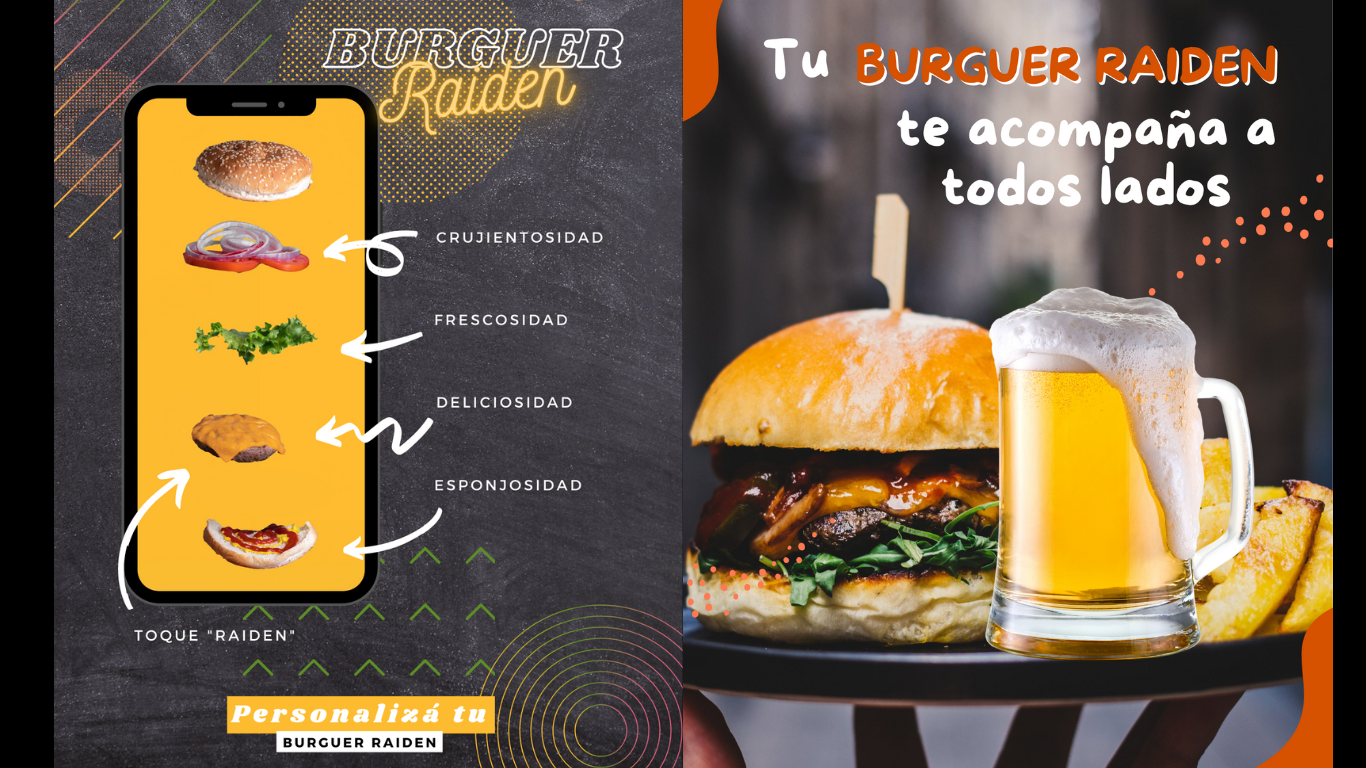 BURGUER
Raiden
CRUJIENTOSIDAD
FRESCOSIDAD
DELICIOSIDAD
ESPONJOSIDAD
TOQUE "RAIDEN"
Personalizá tu
BURGUER RAIDEN
Tu BURGUER RAIDEN
te acompaña a
todos lados